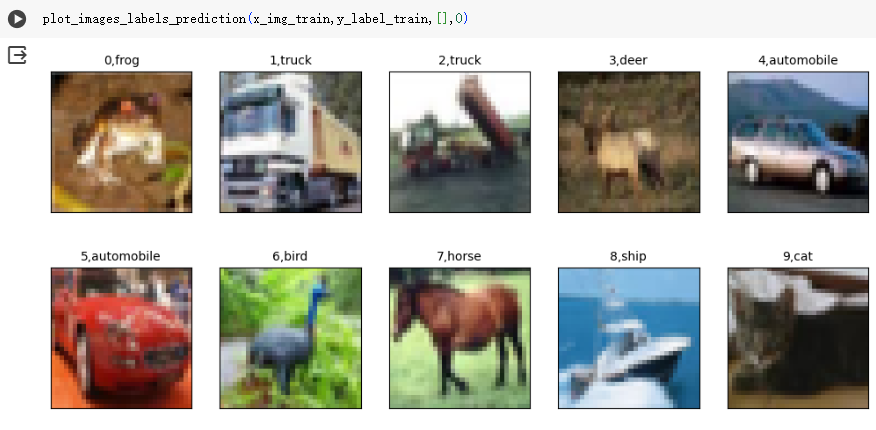 plot_images_labels_prediction(x_img_train,y_label_train,[],0)
0,frog
1,truck
2,truck
3,deer
4,automobile
5,automobile
6,bird
7,horse
8,ship
9,cat